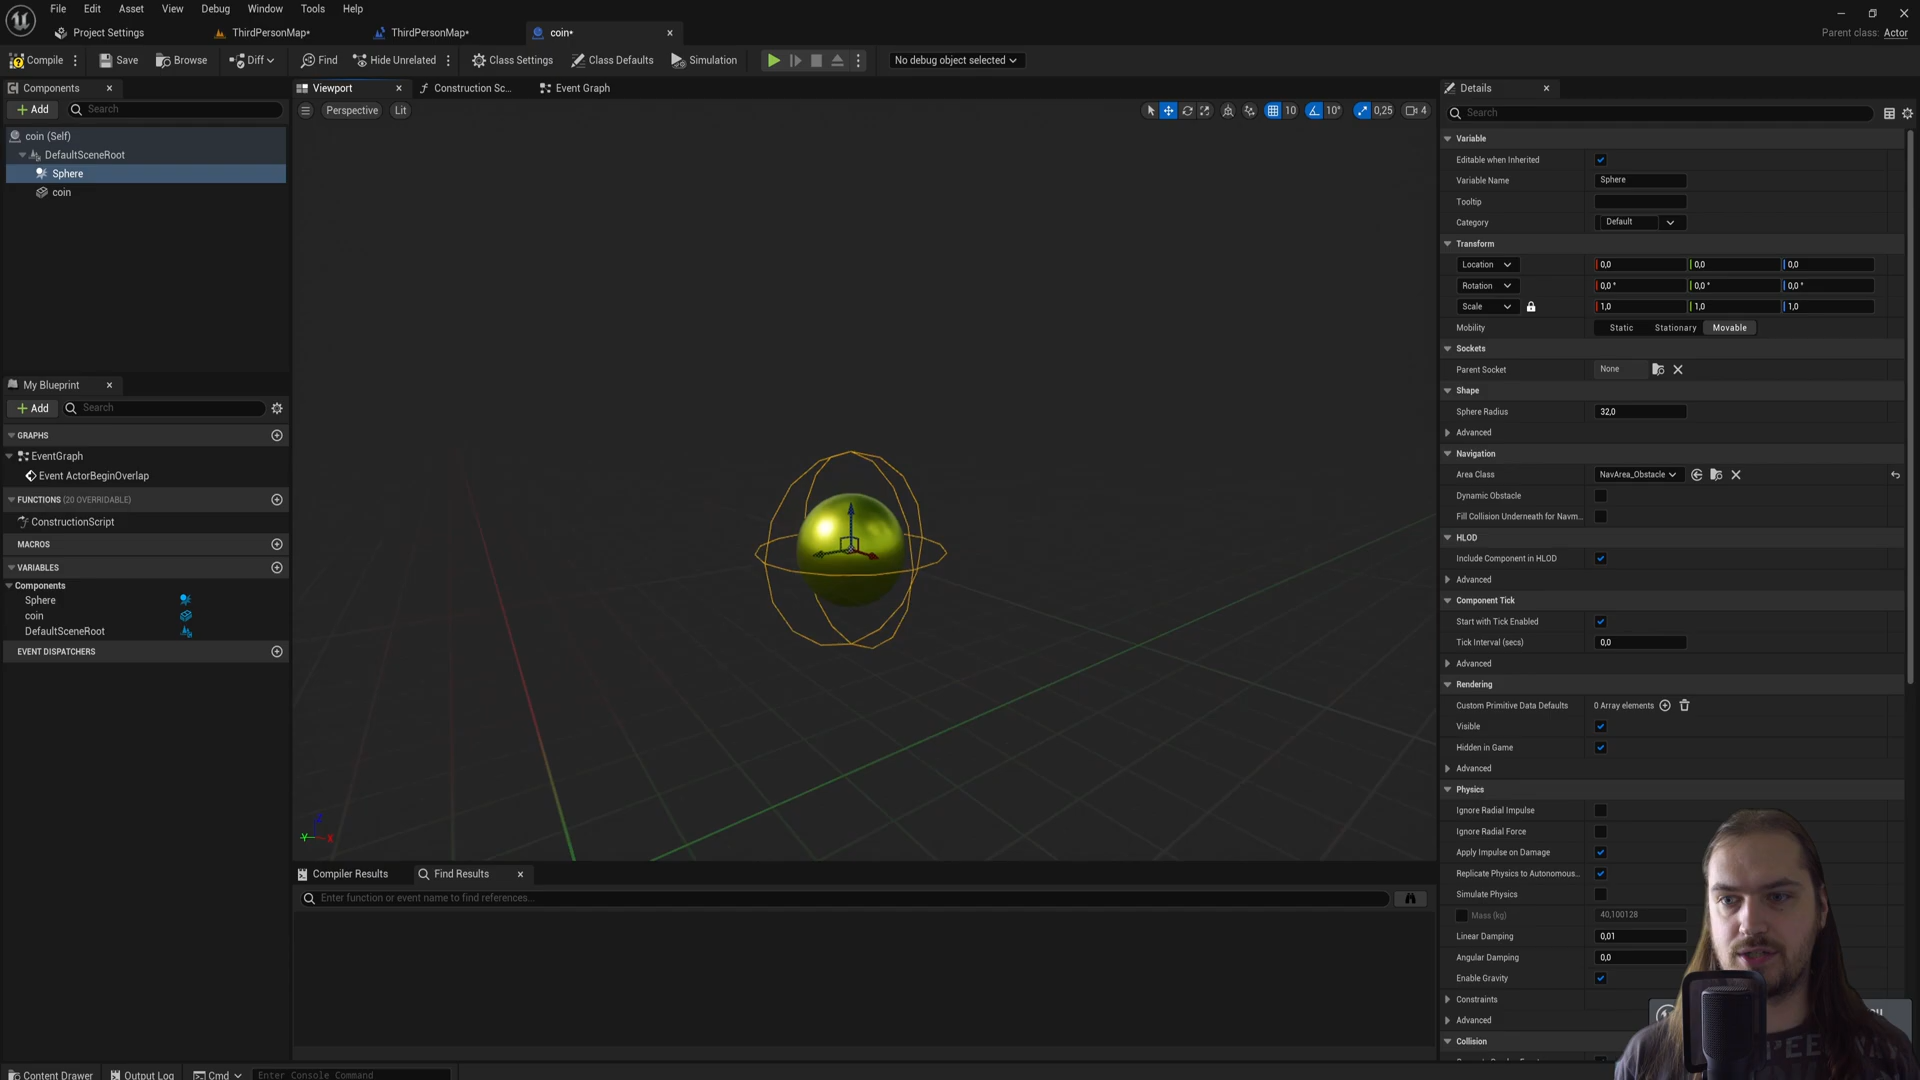 File Edit Asset View Debug Window Tools Help
Project Settings ThirdPersonMap* ThirdPersonMap* coin*
Parent class: Actor
Compile Save Browse Diff Find Hide Unrelated Class Settings Class Defaults Simulation No debug object selected
Components
Add Search
coin (Self)
DefaultSceneRoot
Sphere
coin
My Blueprint
Add Search
GRAPHS
EventGraph
Event ActorBeginOverlap
FUNCTIONS (20 OVERRIDABLE)
ConstructionScript
MACROS
VARIABLES
Components
Sphere
coin
DefaultSceneRoot
EVENT DISPATCHERS
Viewport Construction Sc... Event Graph
Perspective Lit 10 10° 0,25 4
Z
Y X
Compiler Results Find Results
Enter function or event name to find references...
Details
Search
Variable
Editable when Inherited
Variable Name Sphere
Tooltip
Category Default
Transform
Location 0,0 0,0 0,0
Rotation 0,0 ° 0,0 ° 0,0 °
Scale 1,0 1,0 1,0
Mobility Static Stationary Movable
Sockets
Parent Socket None
Shape
Sphere Radius 32,0
Advanced
Navigation
Area Class NavArea_Obstacle
Dynamic Obstacle
Fill Collision Underneath for Navm...
HLOD
Include Component in HLOD
Advanced
Component Tick
Start with Tick Enabled
Tick Interval (secs) 0,0
Advanced
Rendering
Custom Primitive Data Defaults 0 Array elements
Visible
Hidden in Game
Advanced
Physics
Ignore Radial Impulse
Ignore Radial Force
Apply Impulse on Damage
Replicate Physics to Autonomous...
Simulate Physics
Mass (kg) 40,100128
Linear Damping 0,01
Angular Damping 0,0
Enable Gravity
Constraints
Advanced
Collision
Content Drawer Output Log Cmd Enter Console Command